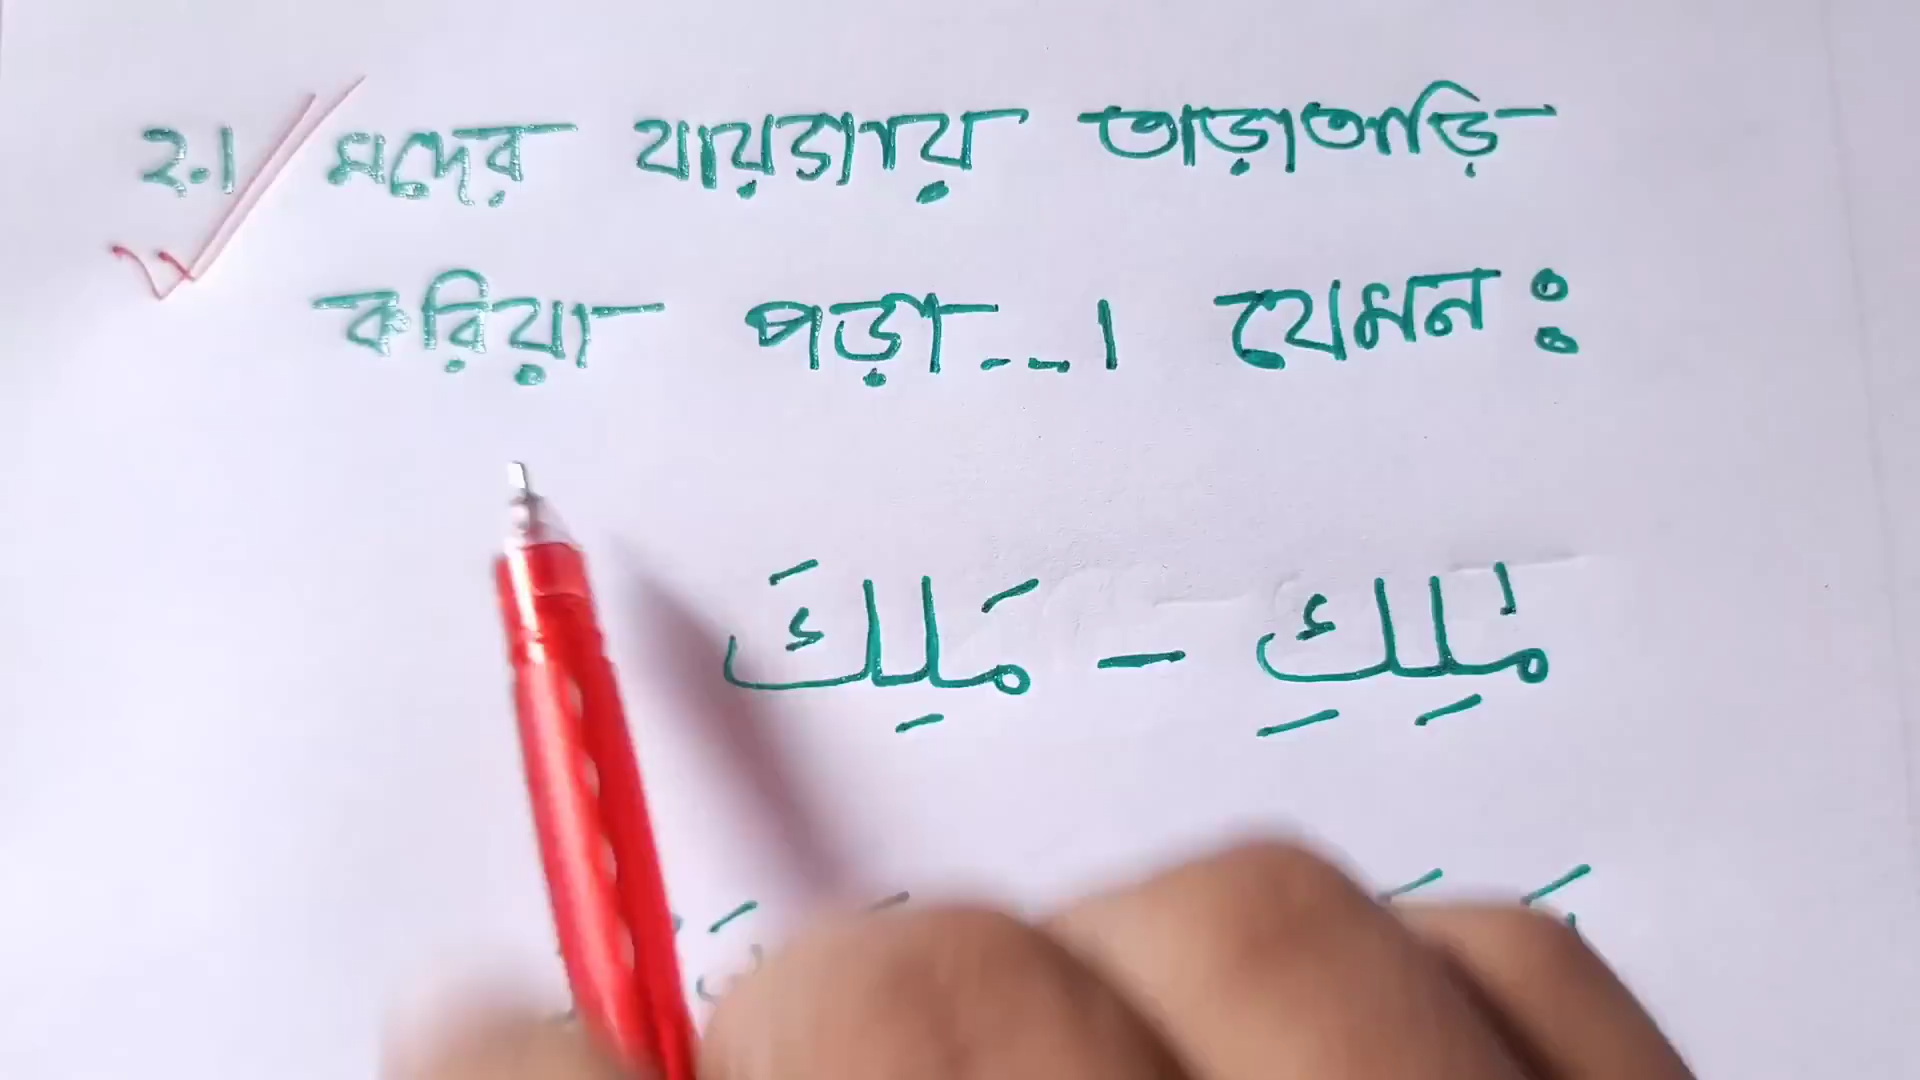 ২.। মদের যায়গায় তাড়াতাড়ি
করিয়া পড়া...। যেমন:
مٰلِكِ - مَلِكَ